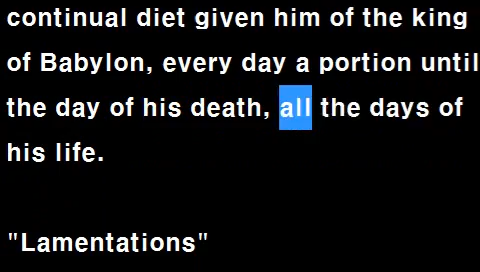 continual diet given him of the king
of Babylon, every day a portion until
the day of his death, all the days of
his life.
"Lamentations"